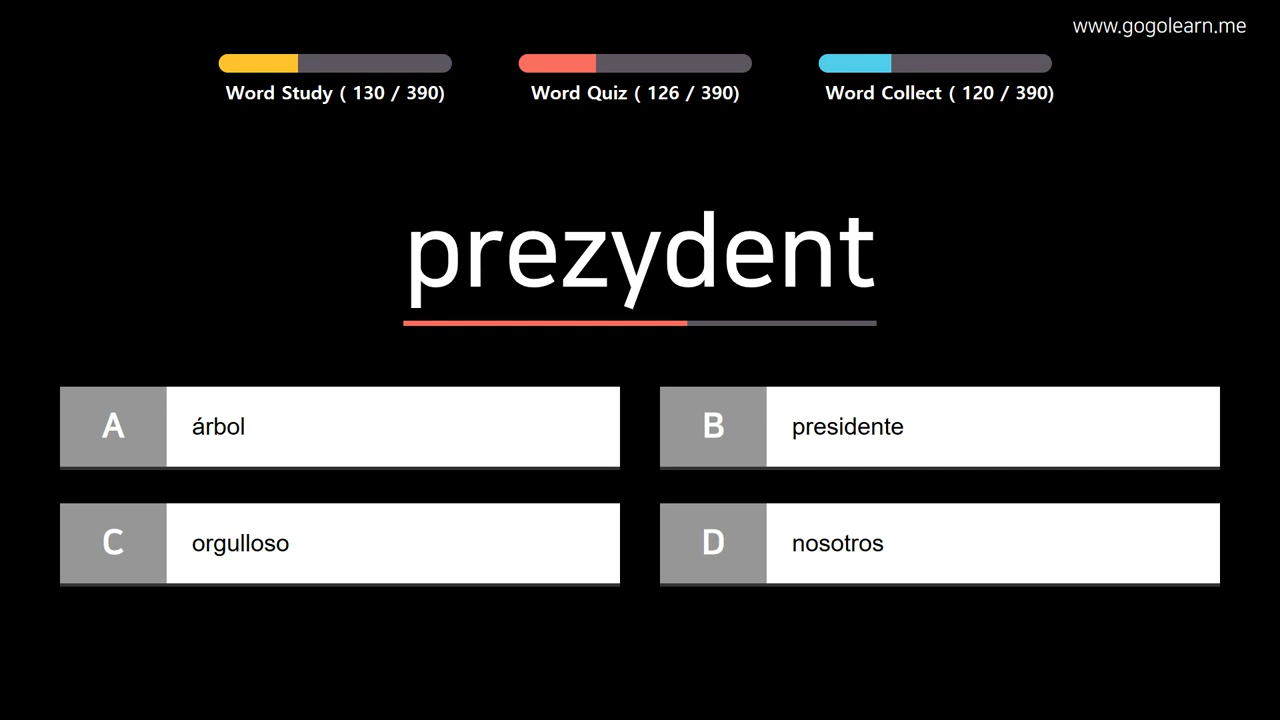 www.gogolearn.me
Word Study ( 130 / 390)
Word Quiz ( 126 / 390)
Word Collect ( 120 / 390)
prezydent
A árbol
B presidente
C orgulloso
D nosotros